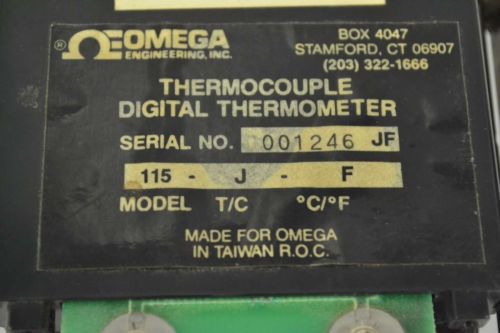 ® OMEGA
ENGINEERING, INC.
BOX 4047
STAMFORD, CT 06907
(203) 322-1666
THERMOCOUPLE
DIGITAL THERMOMETER
SERIAL NO. 001246 JF
115 - J - F
MODEL T/C °C/°F
MADE FOR OMEGA
IN TAIWAN R.O.C.